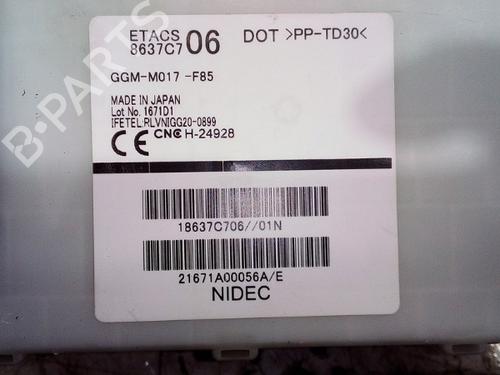 ETACS
8637C706 DOT >PP-TD30<
GGM-M017 -F85
MADE IN JAPAN
Lot No. 1671D1
IFETEL:RLVNIGG20-0899
CE CNC H-24928
18637C706//01N
21671A00056A/E
NIDEC
B-PARTS